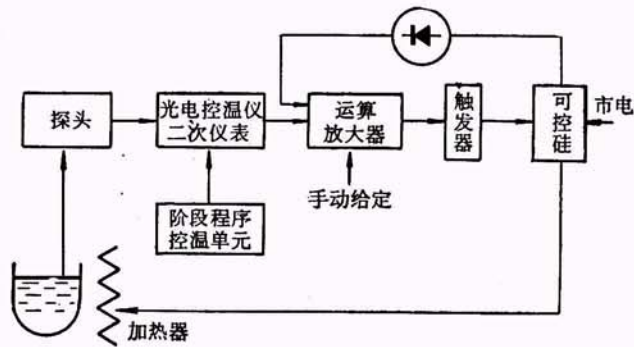 探头
光电控温仪
二次仪表
运算
放大器
触发器
可控硅
市电
手动给定
阶段程序
控温单元
加热器